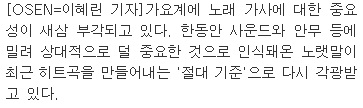 [OSEN=이혜린 기자]가요계에 노래 가사에 대한 중요
성이 새삼 부각되고 있다. 한동안 사운드와 안무 등에
밀려 상대적으로 덜 중요한 것으로 인식돼온 노랫말이
최근 히트곡을 만들어내는 '절대 기준'으로 다시 각광받
고 있다.